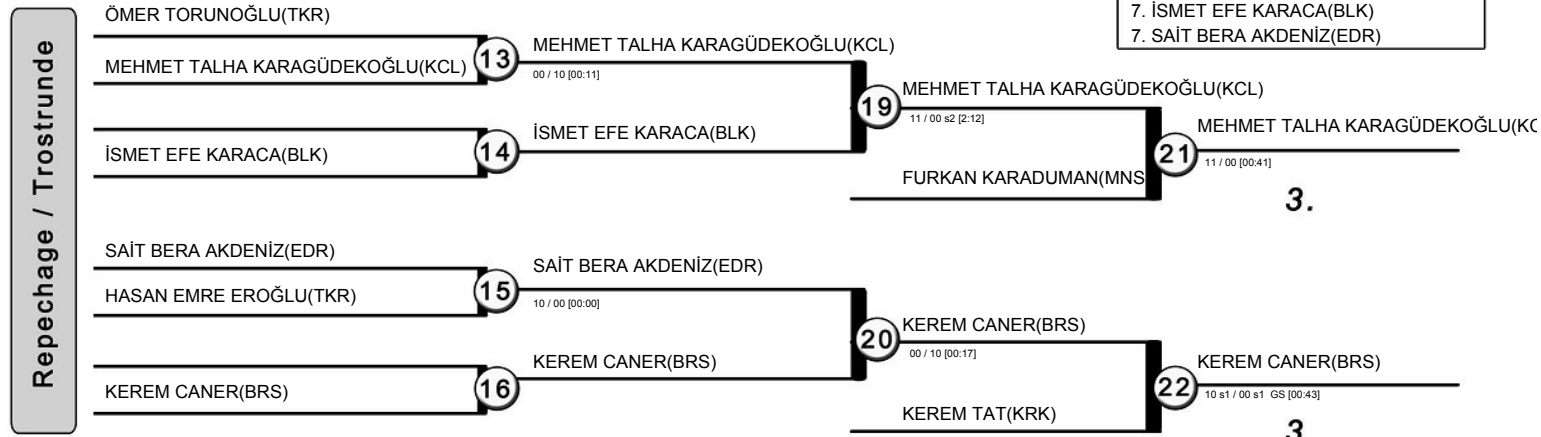 Repechage / Trostrunde
7. İSMET EFE KARACA(BLK)
7. SAİT BERA AKDENİZ(EDR)
ÖMER TORUNOĞLU(TKR)
MEHMET TALHA KARAGÜDEKOĞLU(KCL)
13
MEHMET TALHA KARAGÜDEKOĞLU(KCL)
00 / 10 [00:11]
İSMET EFE KARACA(BLK)
14
İSMET EFE KARACA(BLK)
19
MEHMET TALHA KARAGÜDEKOĞLU(KCL)
11 / 00 s2 [2:12]
FURKAN KARADUMAN(MNS
21
MEHMET TALHA KARAGÜDEKOĞLU(KC
11 / 00 [00:41]
3.
SAİT BERA AKDENİZ(EDR)
HASAN EMRE EROĞLU(TKR)
15
SAİT BERA AKDENİZ(EDR)
10 / 00 [00:00]
KEREM CANER(BRS)
16
KEREM CANER(BRS)
20
KEREM CANER(BRS)
00 / 10 [00:17]
KEREM TAT(KRK)
22
KEREM CANER(BRS)
10 s1 / 00 s1 GS [00:43]
3